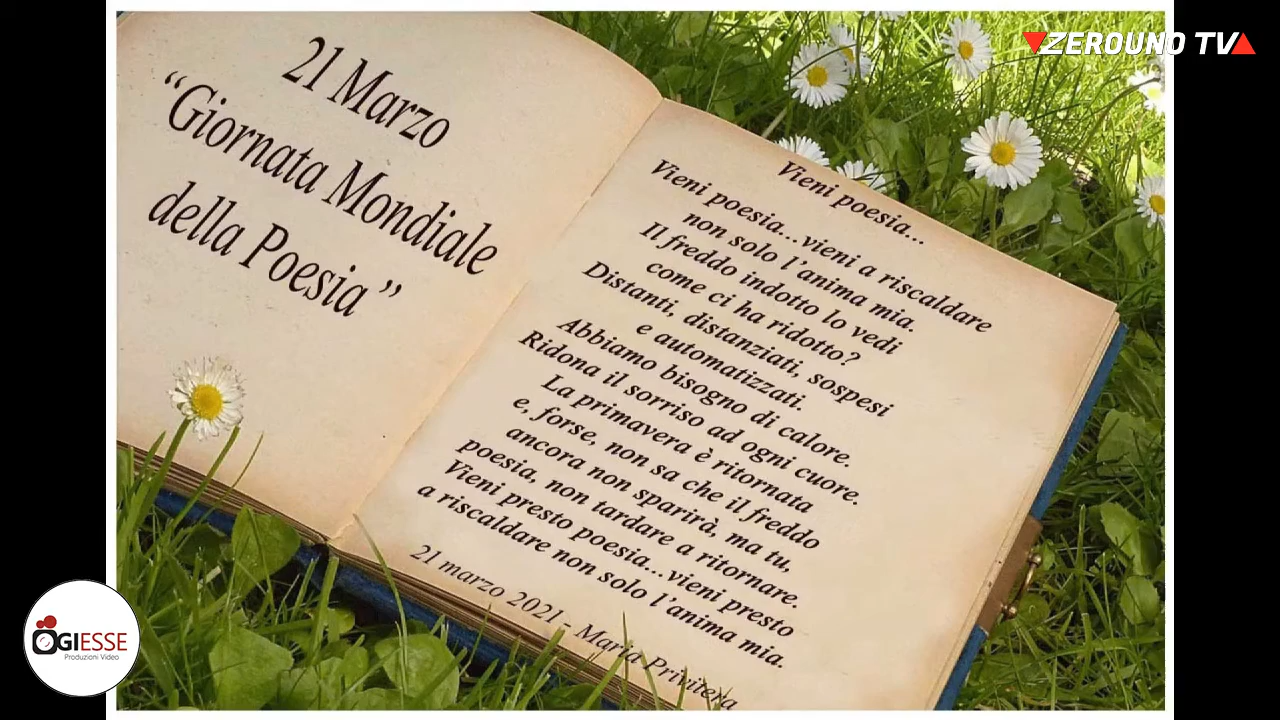 21 Marzo
“Giornata Mondiale
della Poesia”
Vieni poesia...
Vieni poesia...vieni a riscaldare
non solo l’anima mia.
Il freddo indotto lo vedi
come ci ha ridotto?
Distanti, distanziati, sospesi
e automatizzati.
Abbiamo bisogno di calore.
Ridona il sorriso ad ogni cuore.
La primavera è ritornata
e, forse, non sa che il freddo
ancora non sparirà, ma tu,
poesia, non tardare a ritornare.
Vieni presto poesia...vieni presto
a riscaldare non solo l’anima mia.
21 marzo 2021- Maria Privitera
ZEROUNO TV
OGIESSE
Produzioni Video